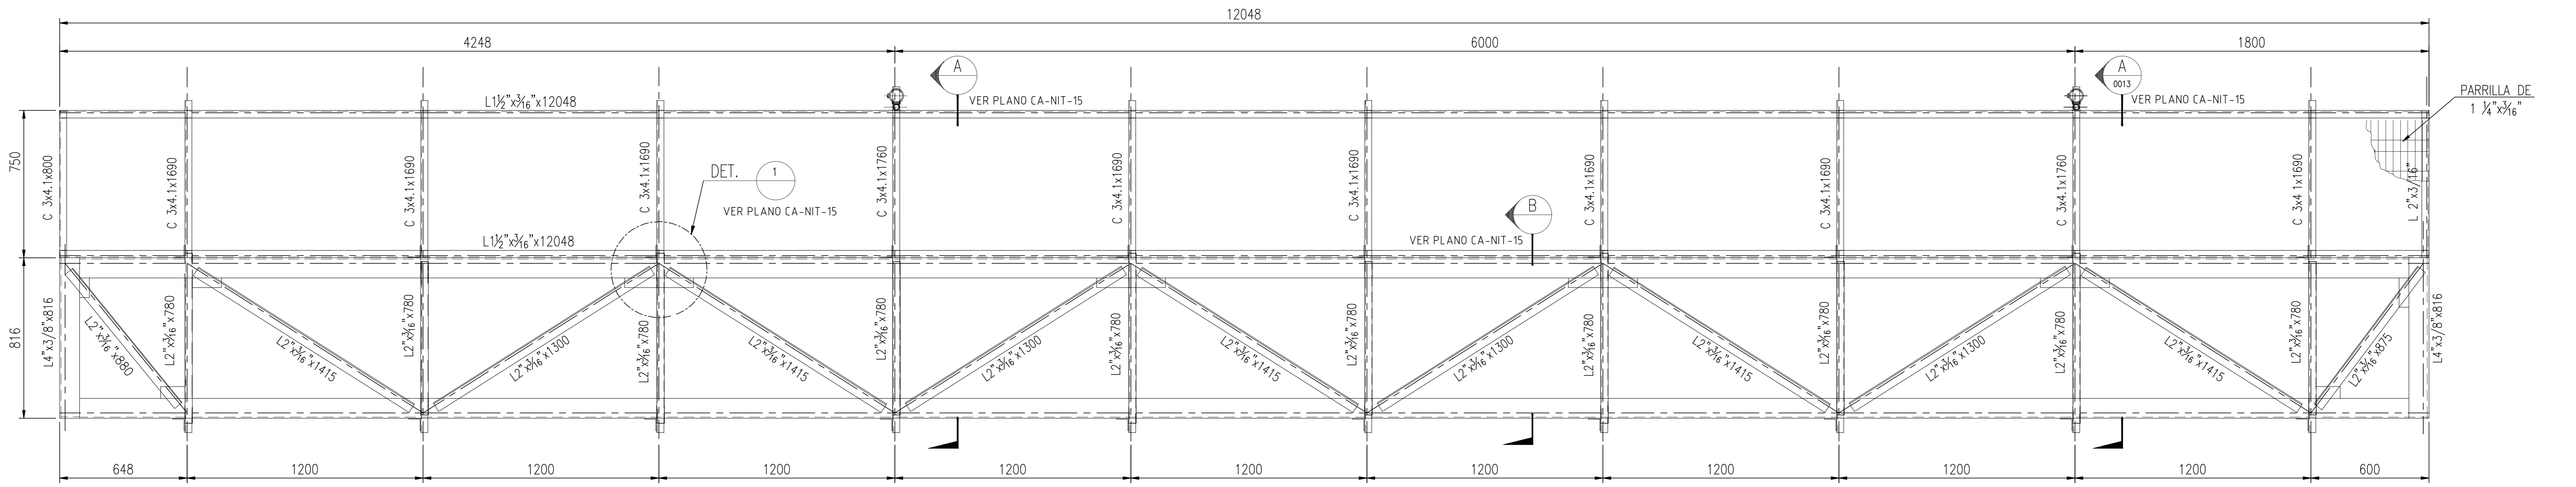 12048
4248
6000
1800
A
VER PLANO CA-NIT-15
A
0013
VER PLANO CA-NIT-15
PARRILLA DE
1 1/4"x3/16"
L1½"x3/16"x12048
750
C 3x4.1x800
C 3x4.1x1690
C 3x4.1x1690
C 3x4.1x1690
C 3x4.1x1760
C 3x4.1x1690
C 3x4.1x1690
C 3x4.1x1690
C 3x4.1x1690
C 3x4.1x1760
C 3x4.1x1690
L 2"x3/16"
DET.
1
VER PLANO CA-NIT-15
B
VER PLANO CA-NIT-15
L1½"x3/16"x12048
816
L4"x3/8"x816
L2"x3/16"x880
L2"x3/16"x780
L2"x3/16"x1415
L2"x3/16"x780
L2"x3/16"x1300
L2"x3/16"x780
L2"x3/16"x1415
L2"x3/16"x780
L2"x3/16"x1300
L2"x3/16"x780
L2"x3/16"x1415
L2"x3/16"x780
L2"x3/16"x1300
L2"x3/16"x780
L2"x3/16"x1415
L2"x3/16"x780
L2"x3/16"x1300
L2"x3/16"x780
L2"x3/16"x1415
L2"x3/16"x780
L2"x3/16"x875
L4"x3/8"x816
648
1200
1200
1200
1200
1200
1200
1200
1200
1200
600